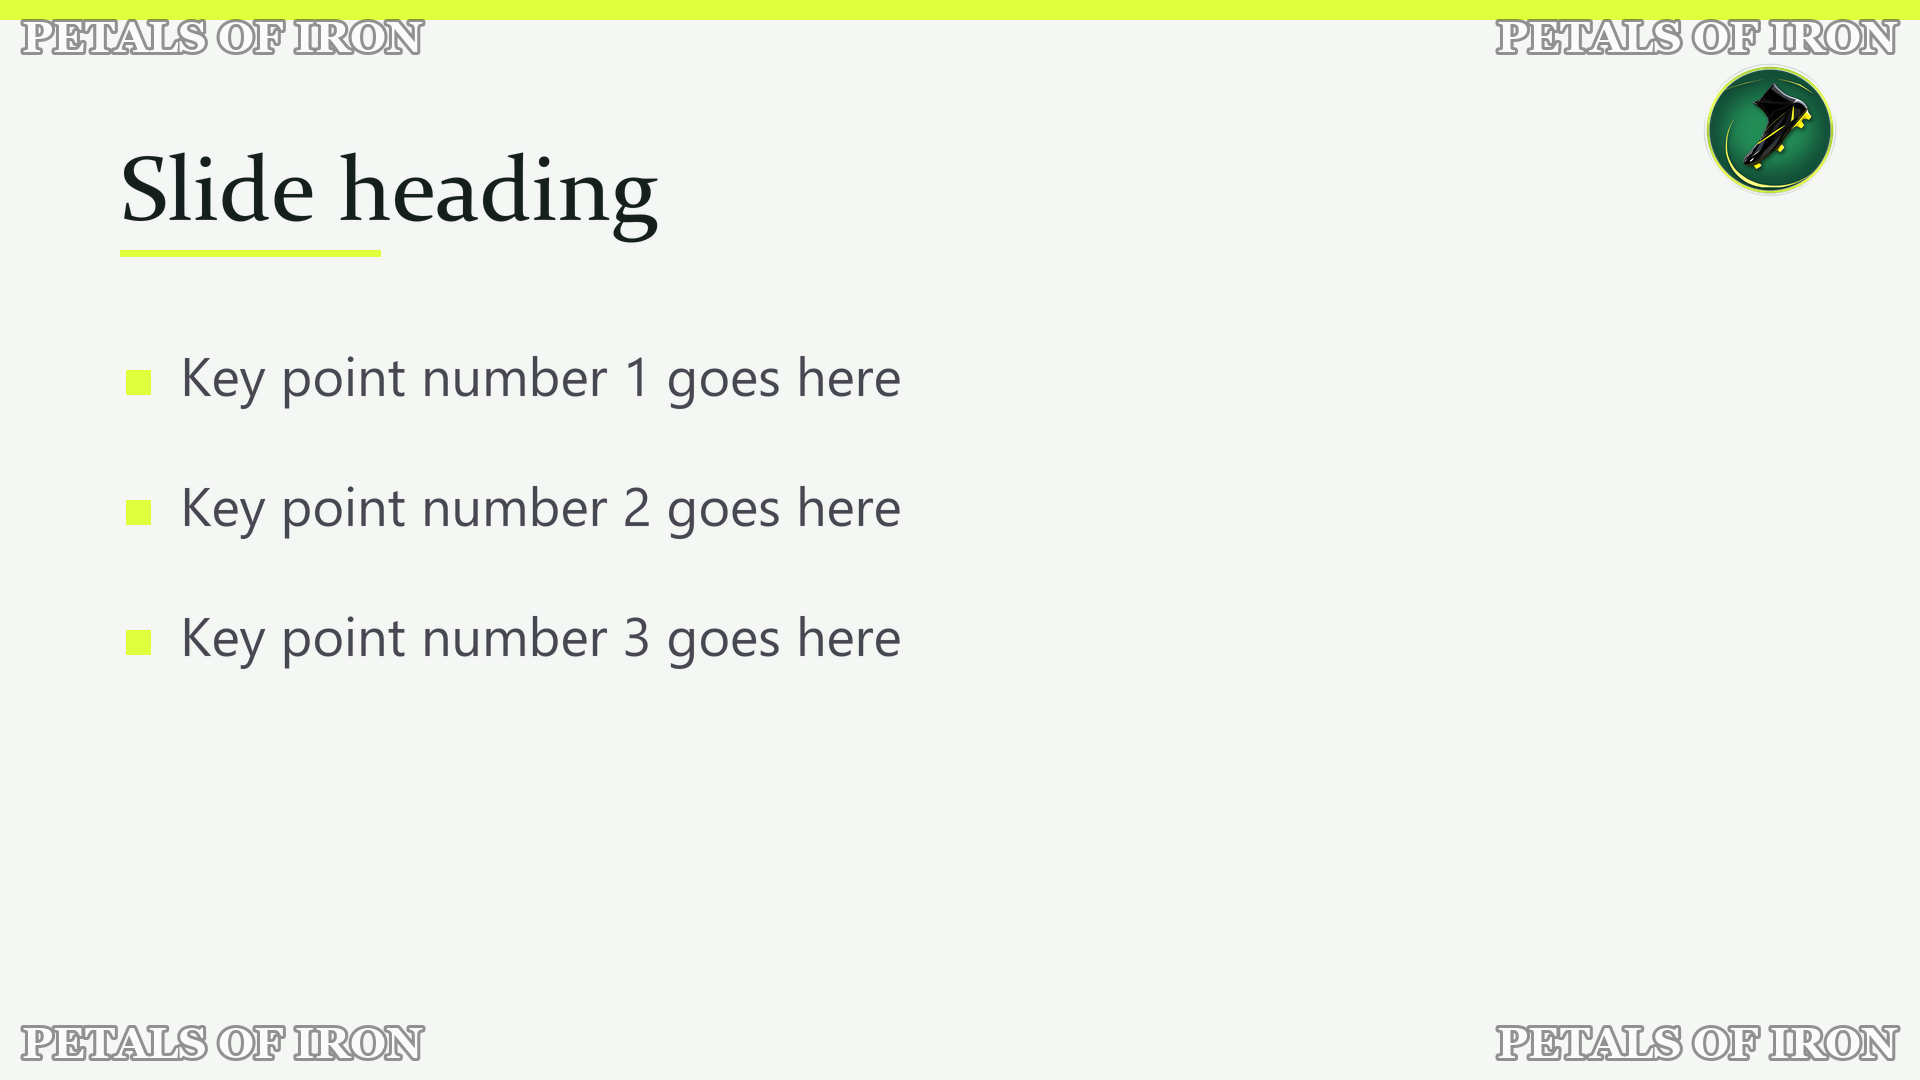 PETALS OF IRON
PETALS OF IRON
Slide heading
Key point number 1 goes here
Key point number 2 goes here
Key point number 3 goes here
PETALS OF IRON
PETALS OF IRON